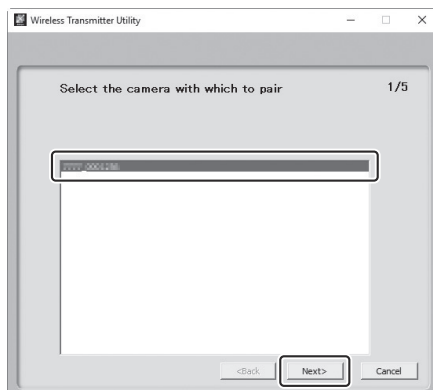 Wireless Transmitter Utility
Select the camera with which to pair
1/5
<Back
Next>
Cancel